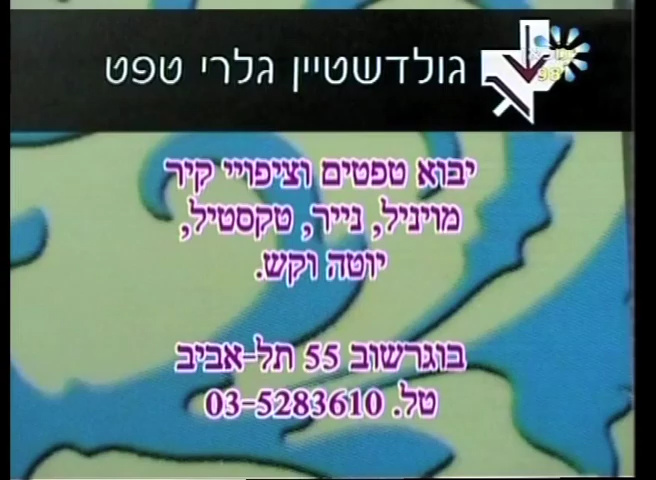 גולדשטיין גלרי טפט
98
יבוא טפטים וציפויי קיר
מויניל, נייר, טקסטיל,
יוטה וקש.
בוגרשוב 55 תל-אביב
טל. 03-5283610